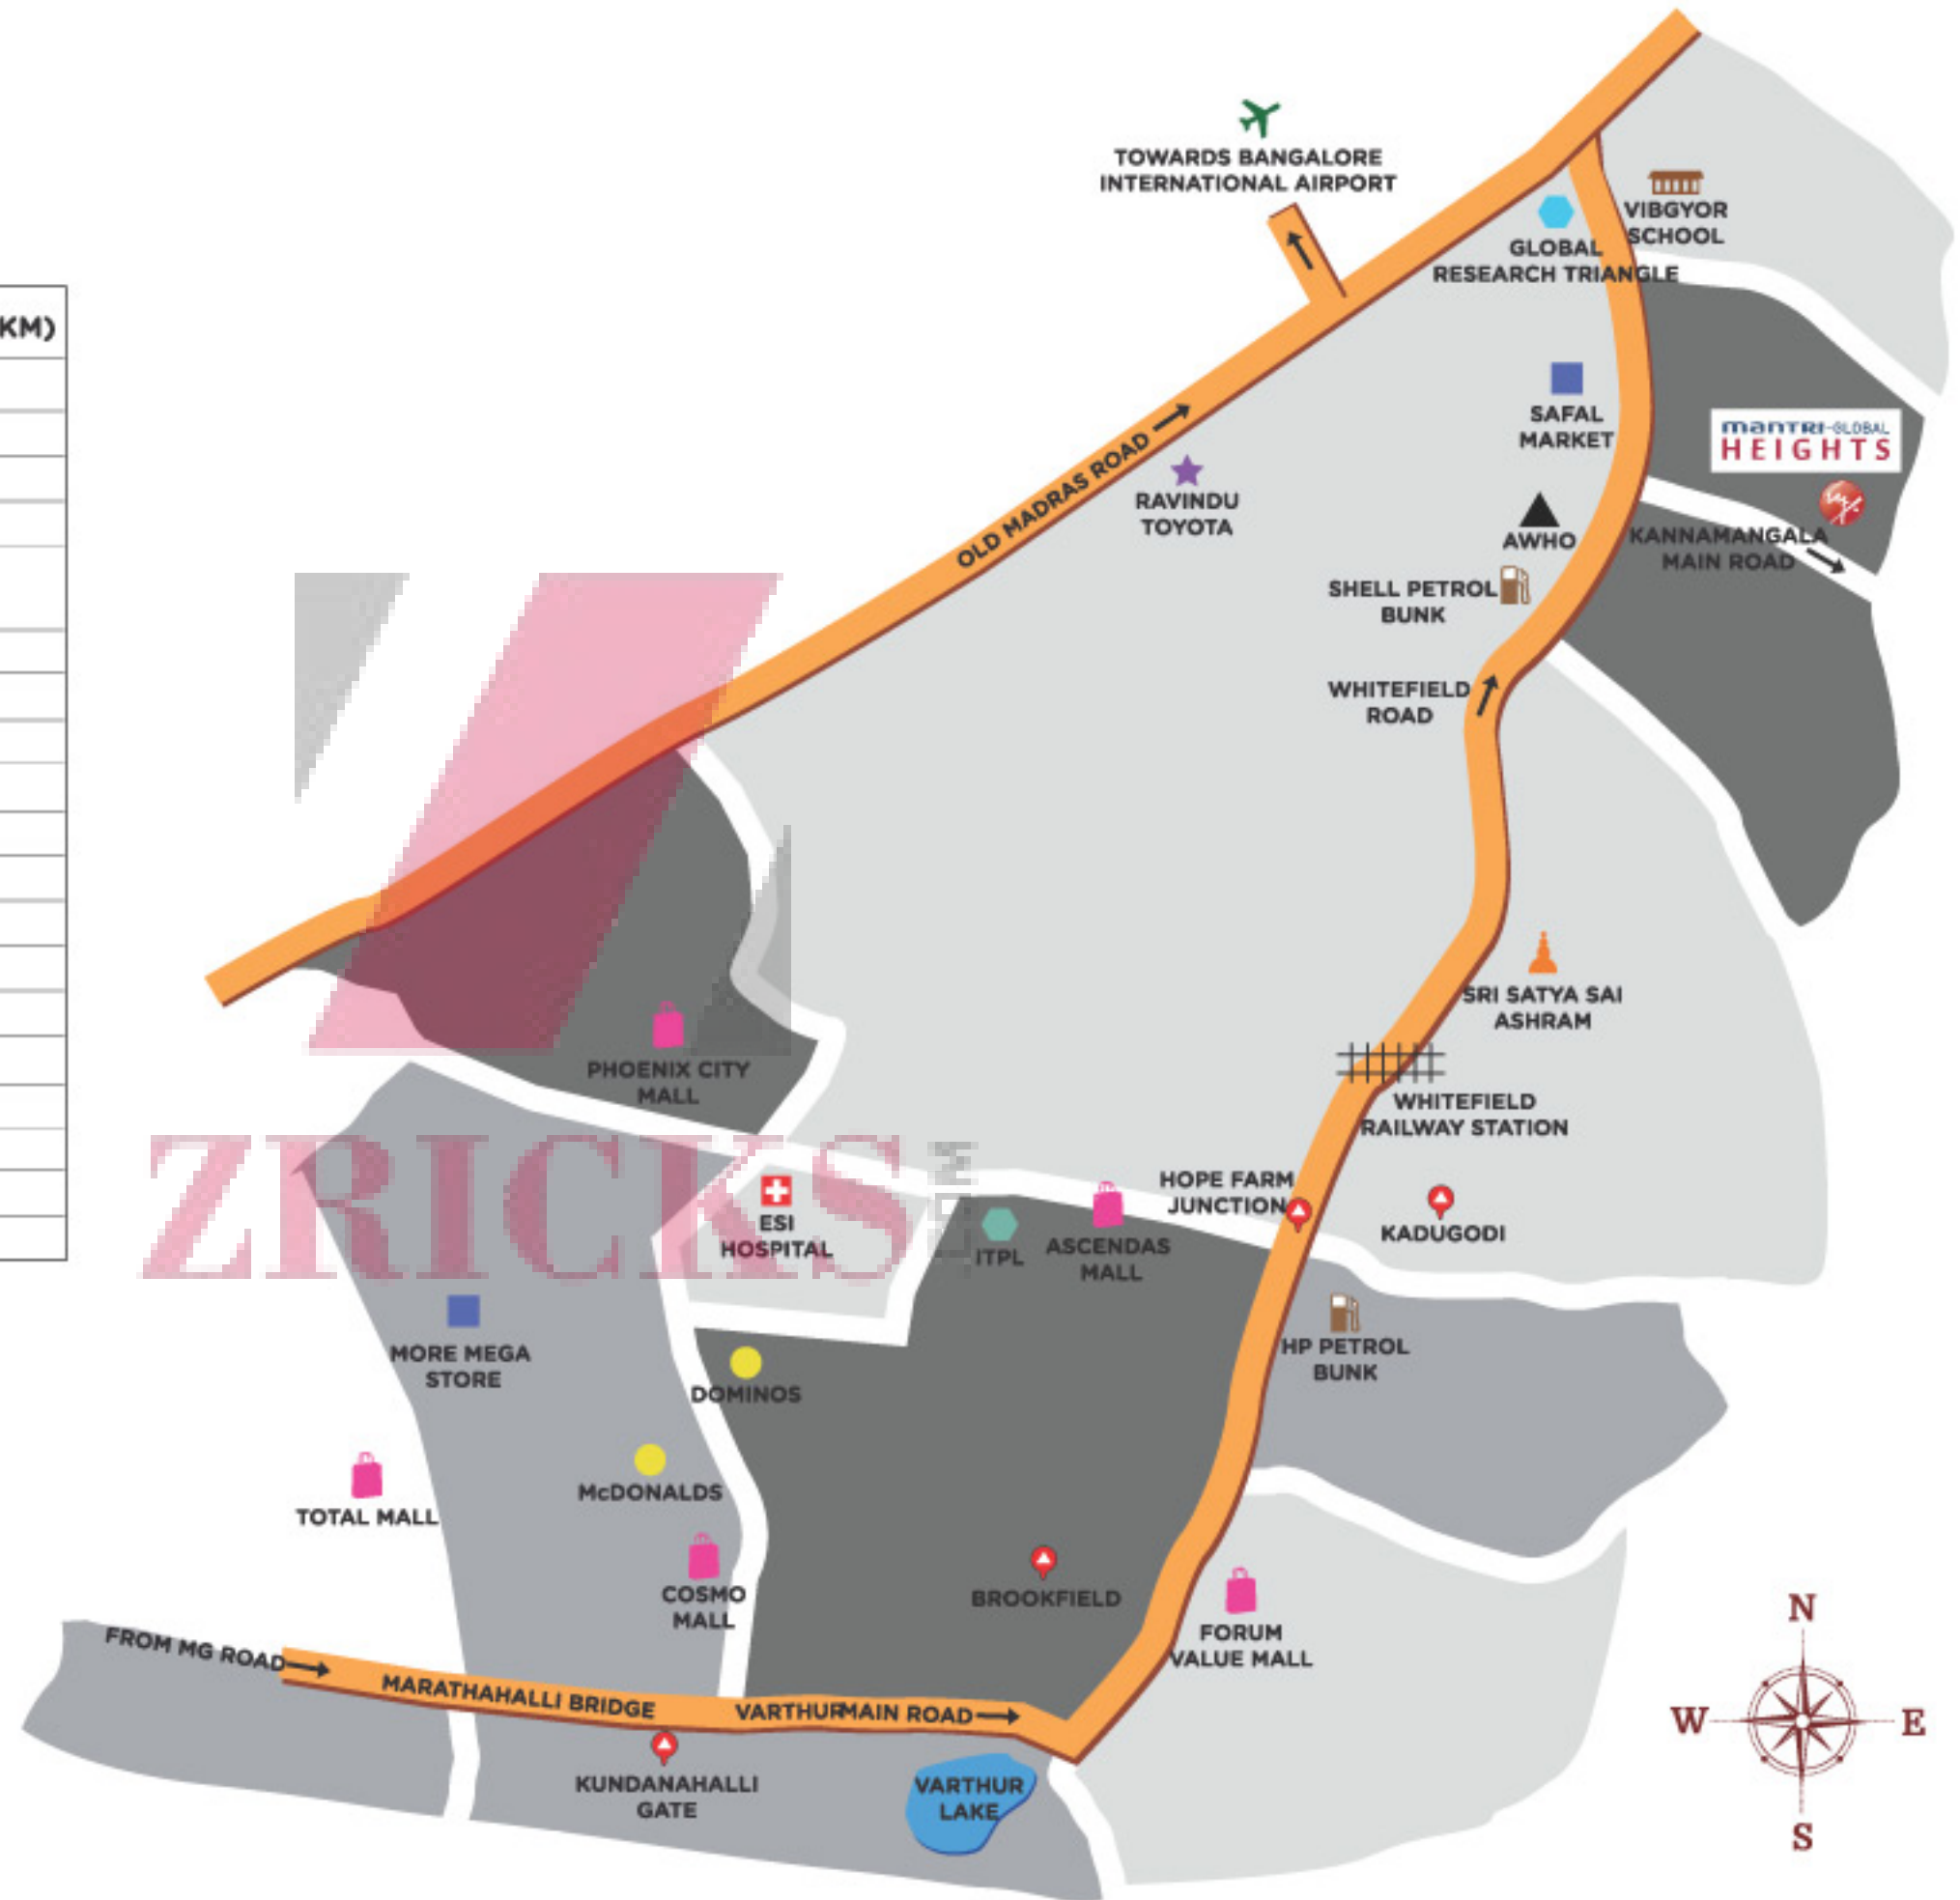 KM)
TOWARDS BANGALORE
INTERNATIONAL AIRPORT
VIBGYOR
SCHOOL
GLOBAL
RESEARCH TRIANGLE
SAFAL
MARKET
mantri-GLOBAL
HEIGHTS
OLD MADRAS ROAD
RAVINDU
TOYOTA
AWHO
KANNAMANGALA
MAIN ROAD
SHELL PETROL
BUNK
WHITEFIELD
ROAD
SRI SATYA SAI
ASHRAM
PHOENIX CITY
MALL
WHITEFIELD
RAILWAY STATION
ZRICKS
.COM
HOPE FARM
JUNCTION
KADUGODI
ESI
HOSPITAL
ITPL
ASCENDAS
MALL
MORE MEGA
STORE
HP PETROL
BUNK
DOMINOS
McDONALDS
TOTAL MALL
COSMO
MALL
BROOKFIELD
FORUM
VALUE MALL
FROM MG ROAD
MARATHAHALLI BRIDGE
VARTHURMAIN ROAD
KUNDANAHALLI
GATE
VARTHUR
LAKE
N
W
E
S